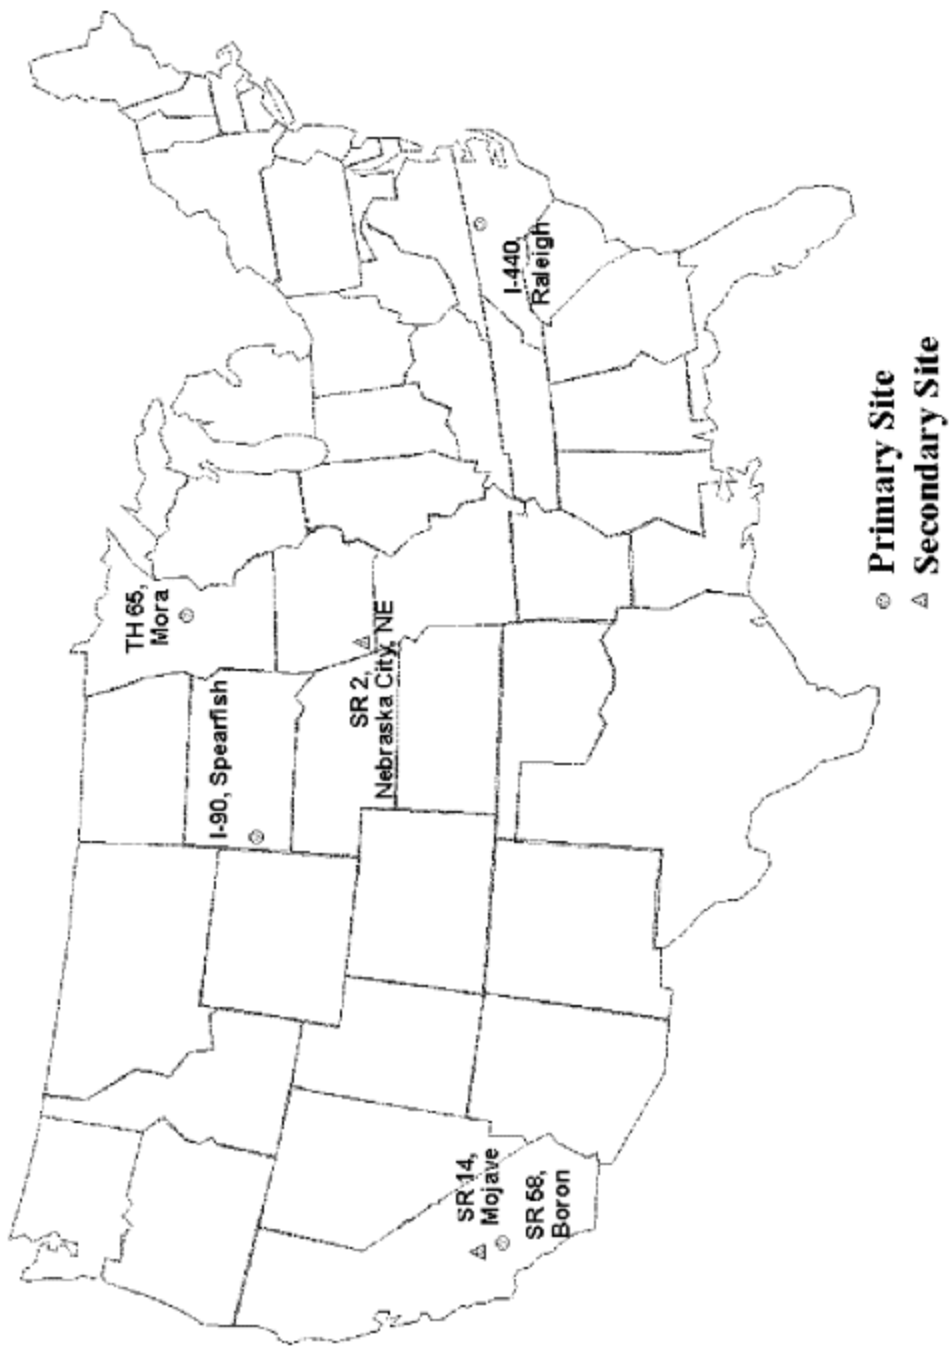 TH 65,
Mora
I-90, Spearfish
SR 2,
Nebraska City, NE
I-440,
Raleigh
SR 14,
Mojave
SR 58,
Boron
Primary Site
Secondary Site